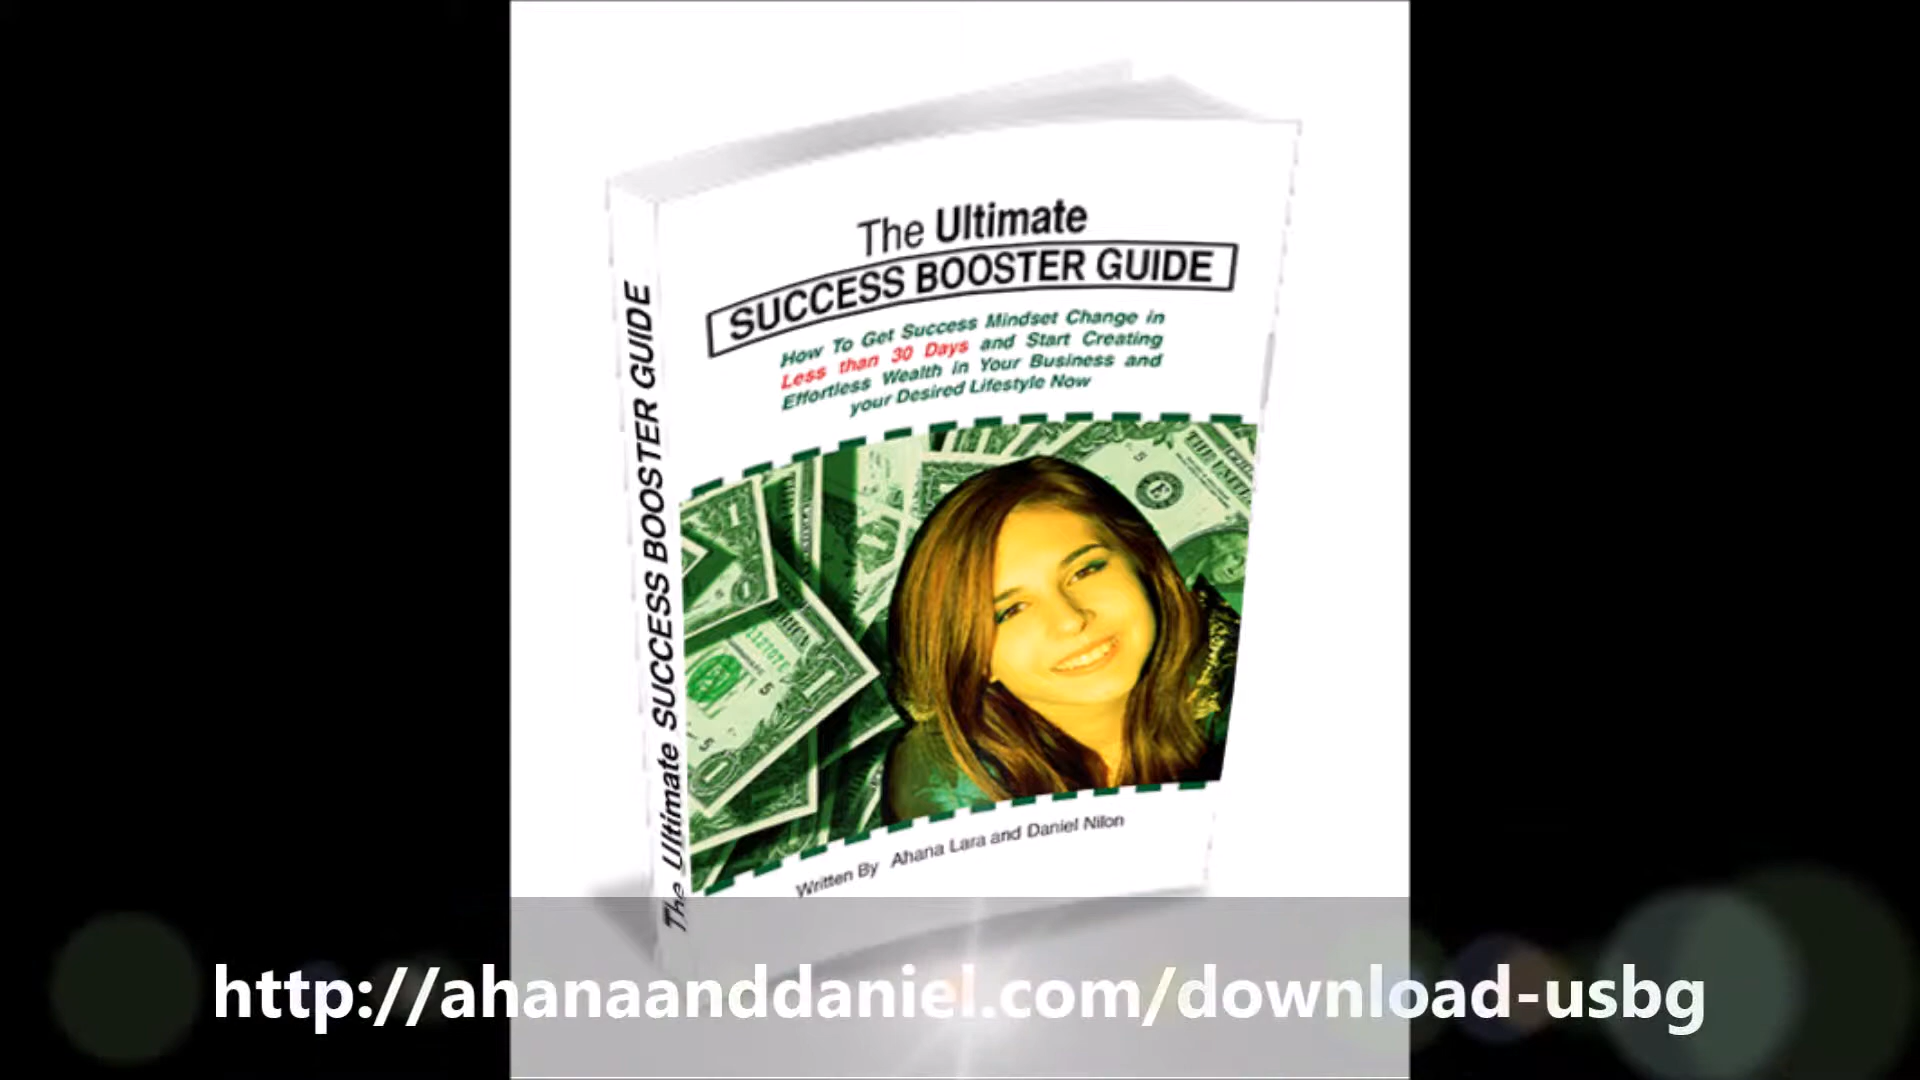 The Ultimate
SUCCESS BOOSTER GUIDE
How To Get Success Mindset Change in
Less than 30 Days and Start Creating
Effortless Wealth in Your Business and
your Desired Lifestyle Now
Written By Ahana Lara and Daniel Nilon
The Ultimate SUCCESS BOOSTER GUIDE
http://ahanaanddaniel.com/download-usbg